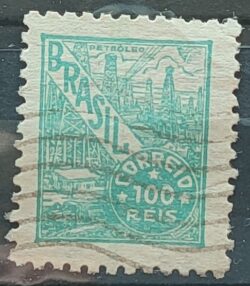 PETRÓLEO
BRASIL
CORREIO
100
REIS